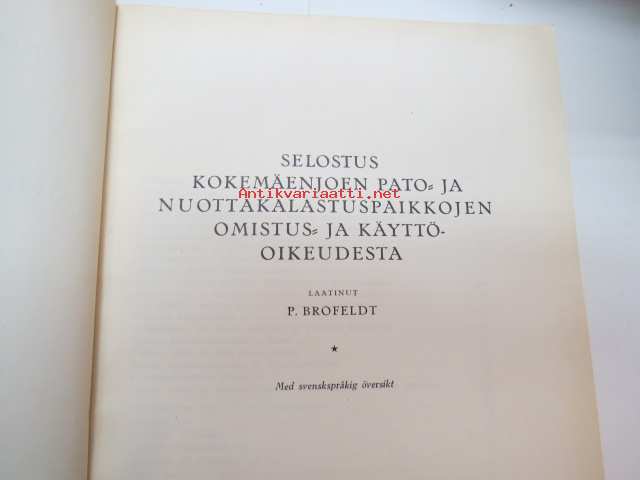 SELOSTUS
KOKEMÄENJOEN PATO- JA
Antikvariaatti.net
NUOTTAKALASTUSPAIKKOJEN
OMISTUS- JA KÄYTTÖ-
OIKEUDESTA
LAATINUT
P. BROFELDT
*
Med svenskspråkig översikt